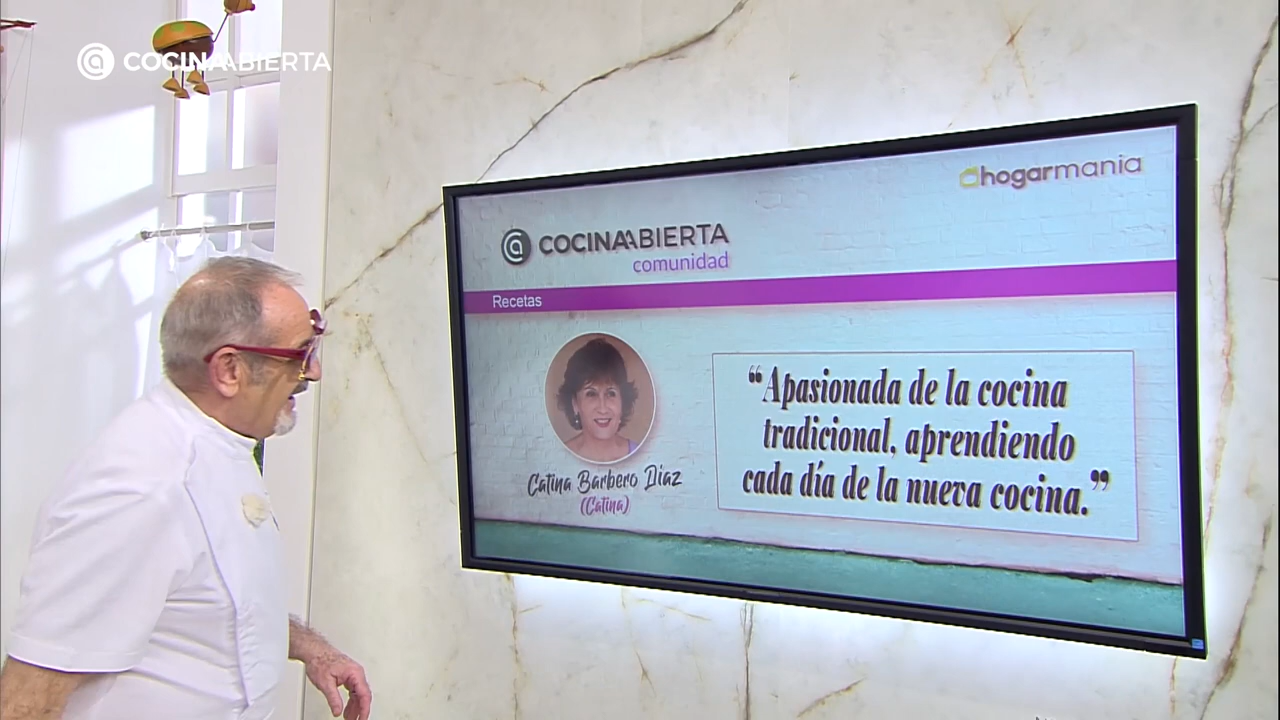 COCINAABIERTA
hogarmania
COCINAABIERTA
comunidad
Recetas
“Apasionada de la cocina
tradicional, aprendiendo
cada día de la nueva cocina.”
Catina Barbero Díaz
(Catina)